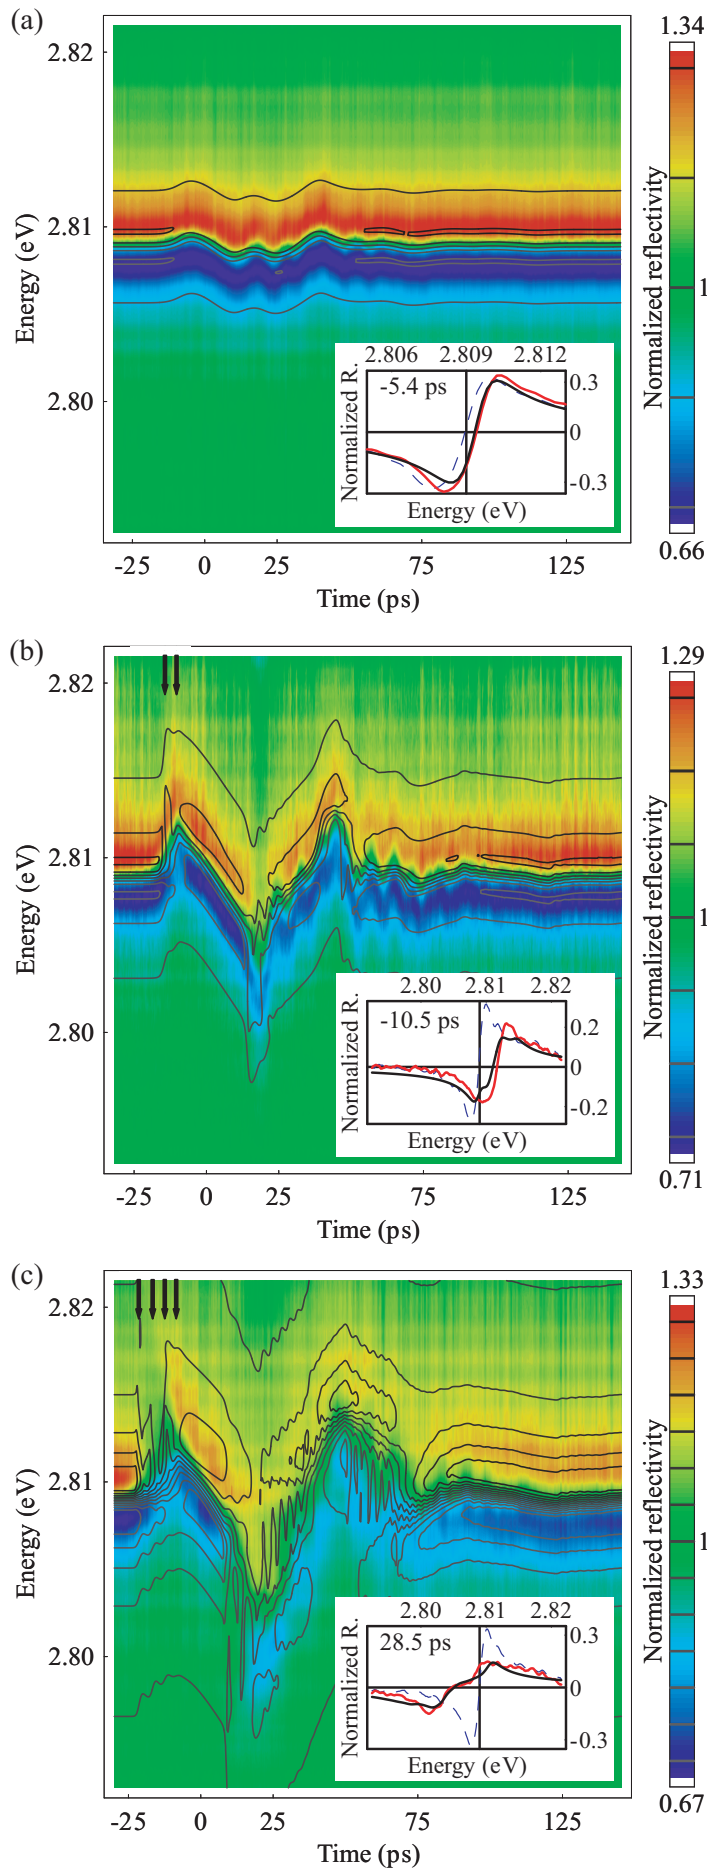 (a)
1.34
2.82
2.81
2.80
Energy (eV)
Normalized reflectivity
1
0.66
2.806 2.809 2.812
-5.4 ps
0.3
0
-0.3
Normalized R.
Energy (eV)
-25 0 25 75 125
Time (ps)
(b)
1.29
2.82
2.81
2.80
Energy (eV)
Normalized reflectivity
1
0.71
2.80 2.81 2.82
-10.5 ps
0.2
0
-0.2
Normalized R.
Energy (eV)
-25 0 25 75 125
Time (ps)
(c)
1.33
2.82
2.81
2.80
Energy (eV)
Normalized reflectivity
1
0.67
2.80 2.81 2.82
28.5 ps
0.3
0
-0.3
Normalized R.
Energy (eV)
-25 0 25 75 125
Time (ps)